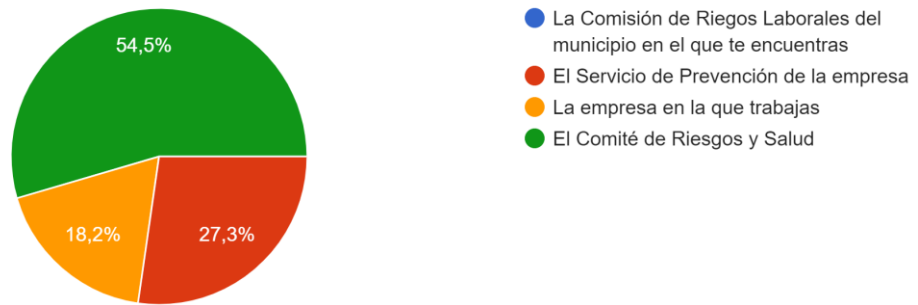 54,5%
18,2%
27,3%
La Comisión de Riegos Laborales del
municipio en el que te encuentras
El Servicio de Prevención de la empresa
La empresa en la que trabajas
El Comité de Riesgos y Salud